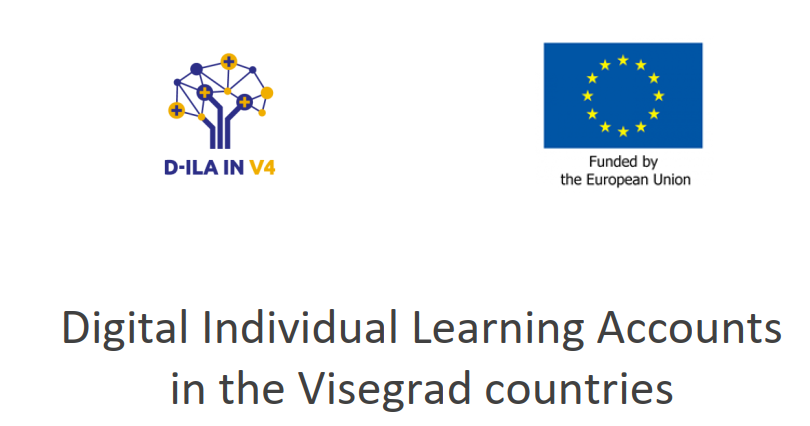 D-ILA IN V4
Funded by
the European Union
Digital Individual Learning Accounts
in the Visegrad countries